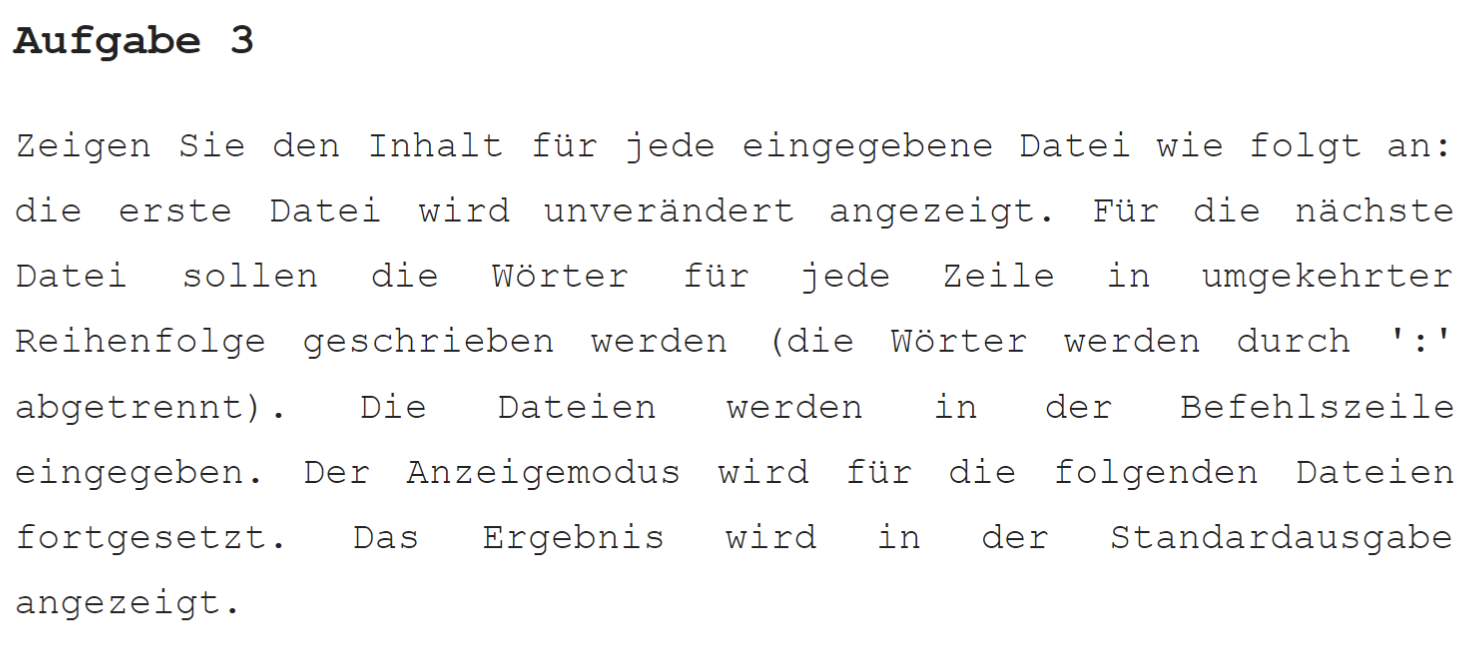 Aufgabe 3
Zeigen Sie den Inhalt für jede eingegebene Datei wie folgt an:
die erste Datei wird unverändert angezeigt. Für die nächste
Datei sollen die Wörter für jede Zeile in umgekehrter
Reihenfolge geschrieben werden (die Wörter werden durch ':'
abgetrennt). Die Dateien werden in der Befehlszeile
eingegeben. Der Anzeigemodus wird für die folgenden Dateien
fortgesetzt. Das Ergebnis wird in der Standardausgabe
angezeigt.